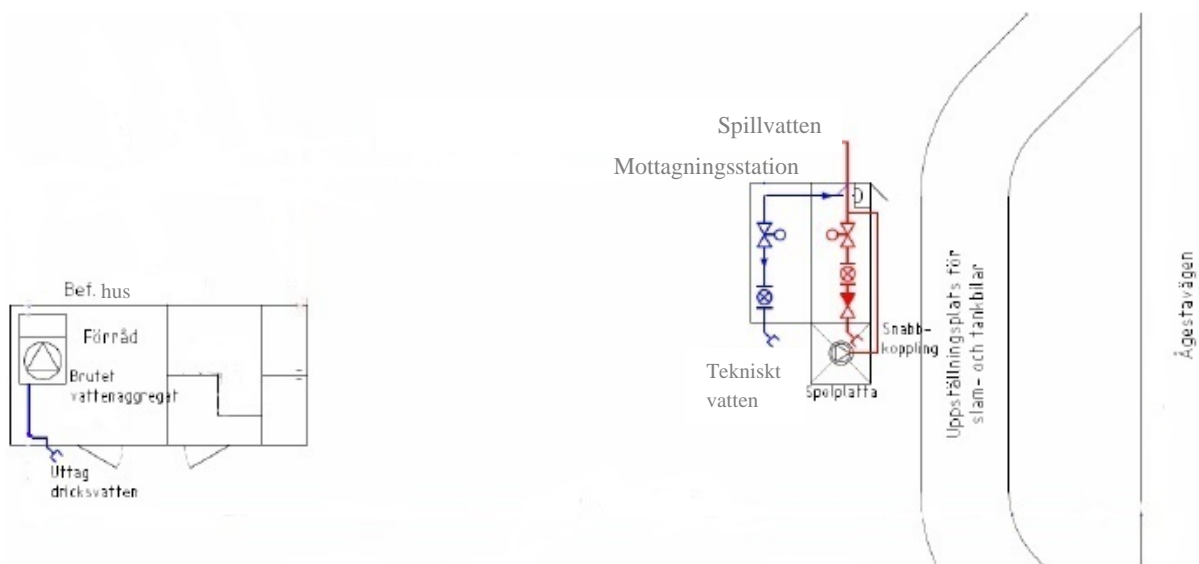 Spillvatten
Mottagningsstation
Bef. hus
Förråd
Brutet
vattenaggregat
Uttag
dricksvatten
Snabb-
koppling
Tekniskt
vatten
Spolplatta
Uppställningsplats för
slam- och tankbilar
Ågestavägen